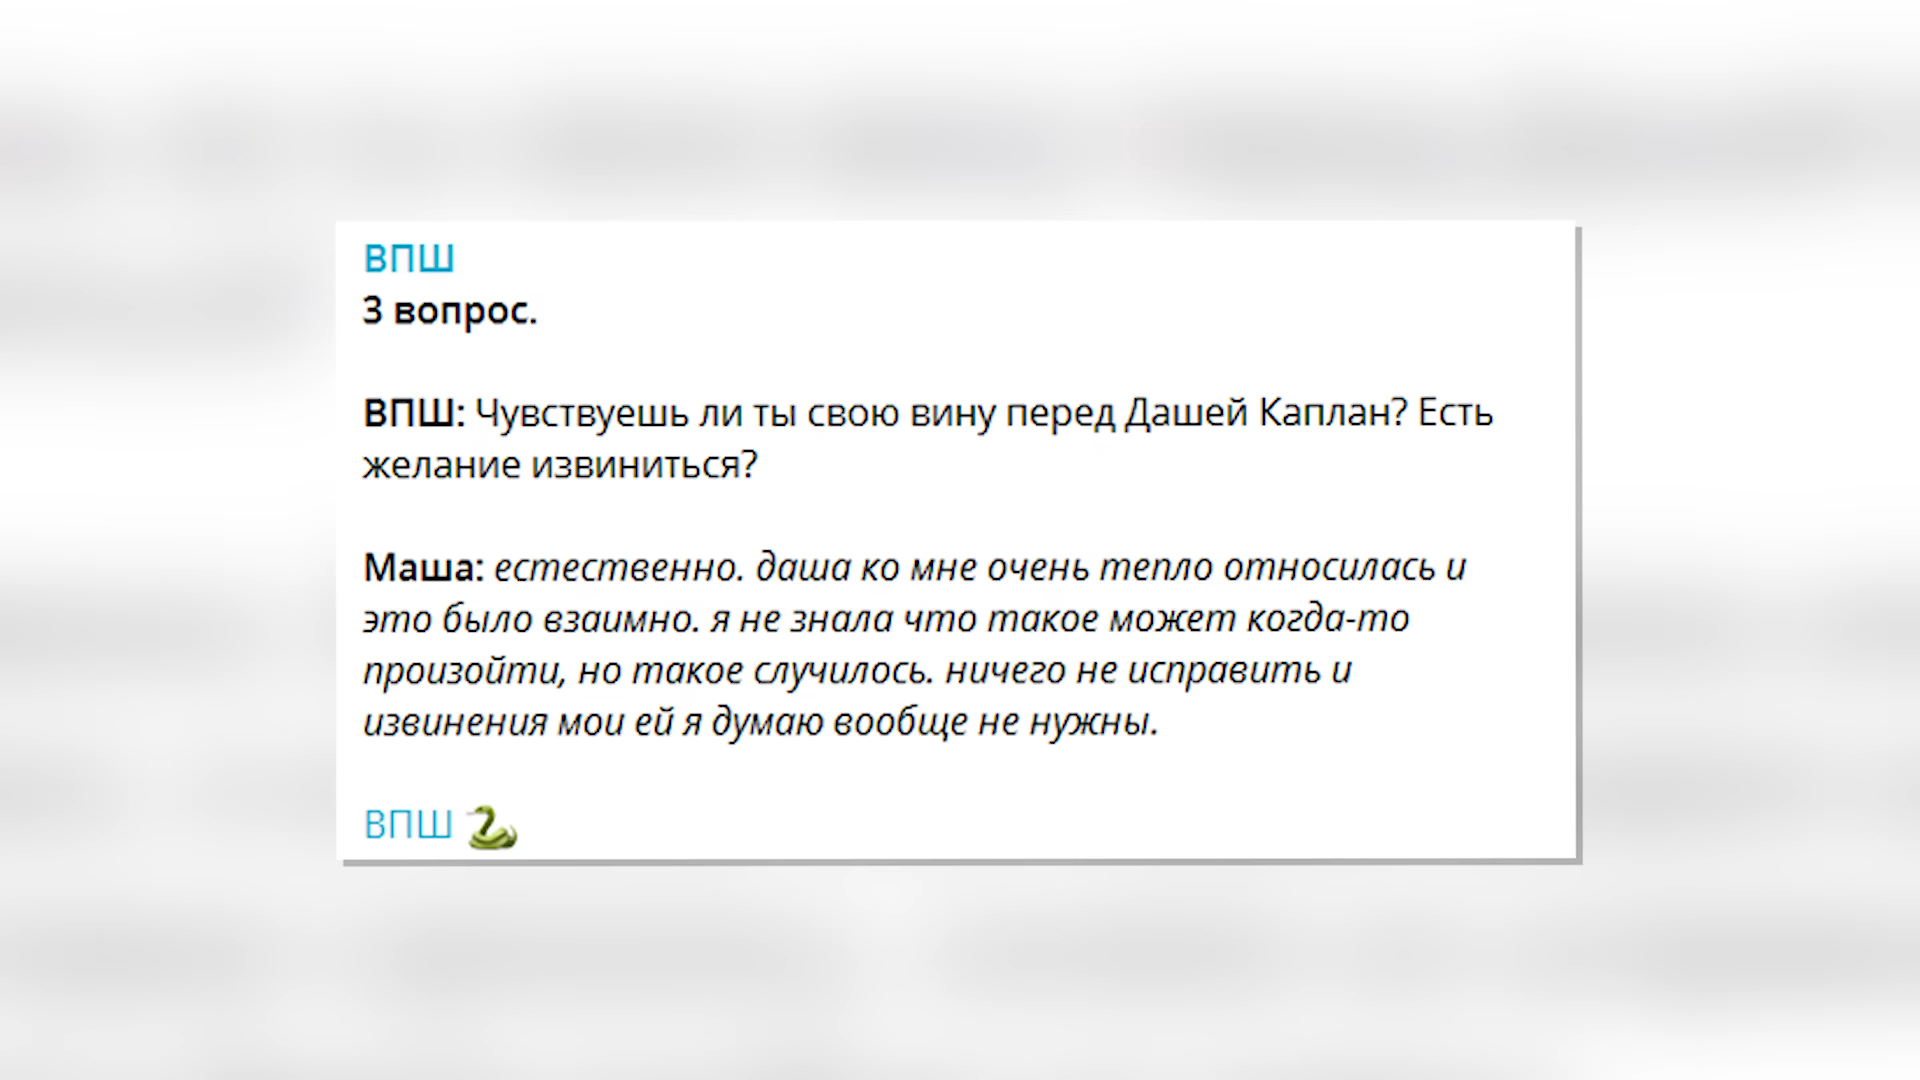 ВПШ
3 вопрос.
ВПШ: Чувствуешь ли ты свою вину перед Дашей Каплан? Есть
желание извиниться?
Маша: естественно. даша ко мне очень тепло относилась и
это было взаимно. я не знала что такое может когда-то
произойти, но такое случилось. ничего не исправить и
извинения мои ей я думаю вообще не нужны.
ВПШ 🐍